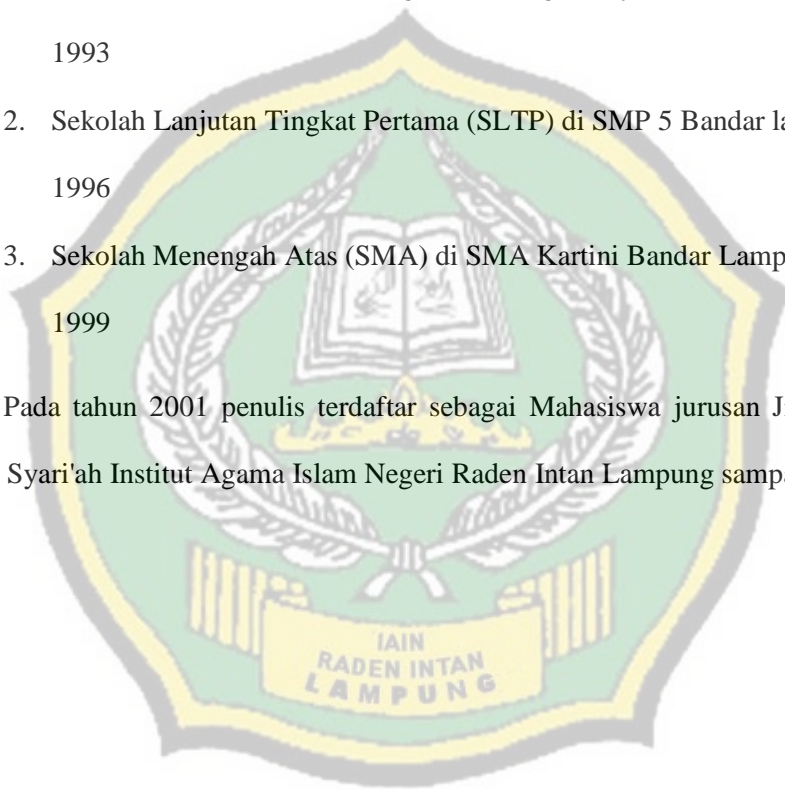 1993
2. Sekolah Lanjutan Tingkat Pertama (SLTP) di SMP 5 Bandar
1996
3. Sekolah Menengah Atas (SMA) di SMA Kartini Bandar
1999
Pada tahun 2001 penulis terdaftar sebagai Mahasiswa jurusan
Syari'ah Institut Agama Islam Negeri Raden Intan Lampung
IAIN
RADEN INTAN
LAMPUNG